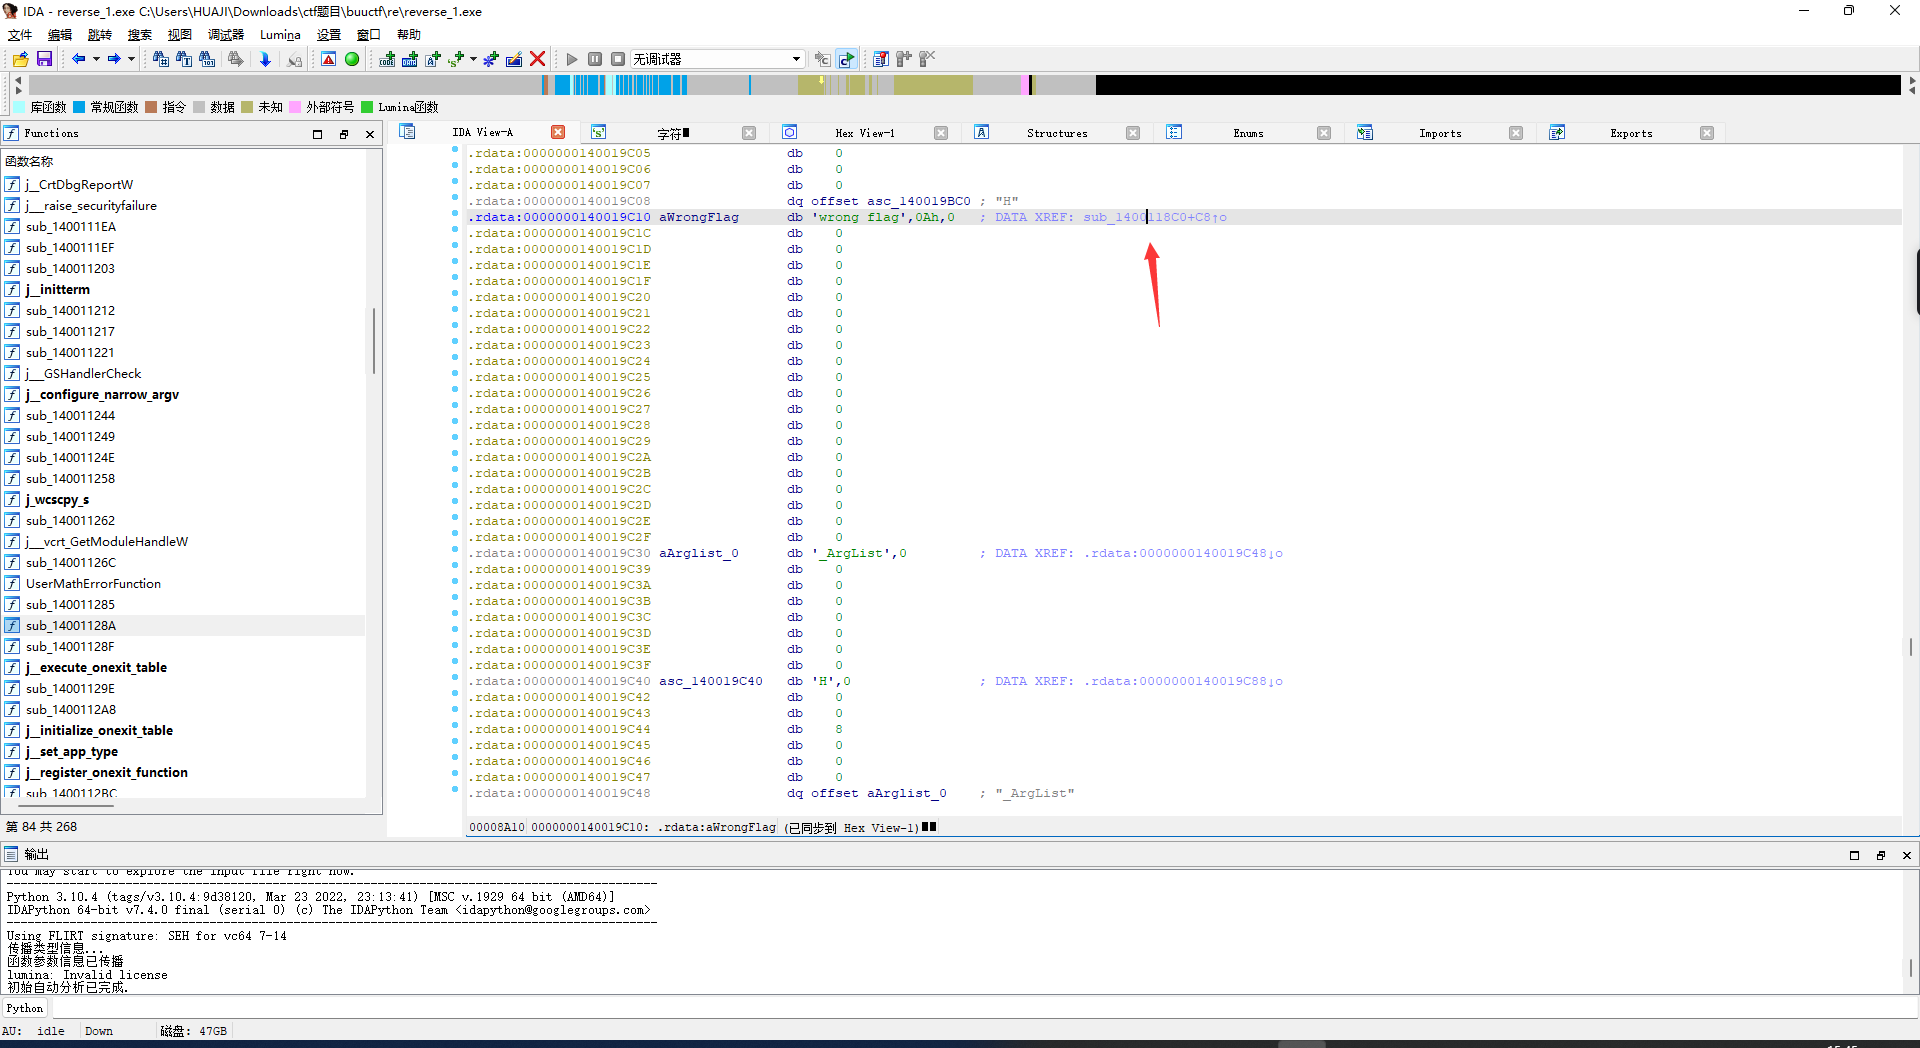 IDA - reverse_1.exe C:\Users\HUAJI\Downloads\ctf题目\buuctf\re\reverse_1.exe
文件 编辑 跳转 搜索 视图 调试器 Lumina 设置 窗口 帮助
无调试器
库函数 常规函数 指令 数据 未知 外部符号 Lumina函数
Functions
函数名称
j__CrtDbgReportW
j___raise_securityfailure
sub_1400111EA
sub_1400111EF
sub_140011203
j__initterm
sub_140011212
sub_140011217
sub_140011221
j___GSHandlerCheck
j__configure_narrow_argv
sub_140011244
sub_140011249
sub_14001124E
sub_140011258
j_wcscpy_s
sub_140011262
j___vcrt_GetModuleHandleW
sub_14001126C
UserMathErrorFunction
sub_140011285
sub_14001128A
sub_14001128F
j__execute_onexit_table
sub_14001129E
sub_1400112A8
j__initialize_onexit_table
j__set_app_type
j__register_onexit_function
sub_1400112BC
第 84 共 268
IDA View-A 字符 Hex View-1 Structures Enums Imports Exports
.rdata:0000000140019C05 db 0
.rdata:0000000140019C06 db 0
.rdata:0000000140019C07 db 0
.rdata:0000000140019C08 dq offset asc_140019BC0 ; "H"
.rdata:0000000140019C10 aWrongFlag db 'wrong flag',0Ah,0 ; DATA XREF: sub_1400118C0+C8↑o
.rdata:0000000140019C1C db 0
.rdata:0000000140019C1D db 0
.rdata:0000000140019C1E db 0
.rdata:0000000140019C1F db 0
.rdata:0000000140019C20 db 0
.rdata:0000000140019C21 db 0
.rdata:0000000140019C22 db 0
.rdata:0000000140019C23 db 0
.rdata:0000000140019C24 db 0
.rdata:0000000140019C25 db 0
.rdata:0000000140019C26 db 0
.rdata:0000000140019C27 db 0
.rdata:0000000140019C28 db 0
.rdata:0000000140019C29 db 0
.rdata:0000000140019C2A db 0
.rdata:0000000140019C2B db 0
.rdata:0000000140019C2C db 0
.rdata:0000000140019C2D db 0
.rdata:0000000140019C2E db 0
.rdata:0000000140019C2F db 0
.rdata:0000000140019C30 aArglist_0 db '_ArgList',0 ; DATA XREF: .rdata:0000000140019C48↓o
.rdata:0000000140019C39 db 0
.rdata:0000000140019C3A db 0
.rdata:0000000140019C3B db 0
.rdata:0000000140019C3C db 0
.rdata:0000000140019C3D db 0
.rdata:0000000140019C3E db 0
.rdata:0000000140019C3F db 0
.rdata:0000000140019C40 asc_140019C40 db 'H',0 ; DATA XREF: .rdata:0000000140019C88↓o
.rdata:0000000140019C42 db 0
.rdata:0000000140019C43 db 0
.rdata:0000000140019C44 db 8
.rdata:0000000140019C45 db 0
.rdata:0000000140019C46 db 0
.rdata:0000000140019C47 db 0
.rdata:0000000140019C48 dq offset aArglist_0 ; "_ArgList"
00008A10 0000000140019C10: .rdata:aWrongFlag (已同步到 Hex View-1)
输出
You may start to explore the input file right now.
Python 3.10.4 (tags/v3.10.4:9d38120, Mar 23 2022, 23:13:41) [MSC v.1929 64 bit (AMD64)]
IDAPython 64-bit v7.4.0 final (serial 0) (c) The IDAPython Team <idapython@googlegroups.com>
Using FLIRT signature: SEH for vc64 7-14
传播类型信息...
函数参数信息已传播
lumina: Invalid license
初始自动分析已完成.
Python
AU: idle Down 磁盘: 47GB